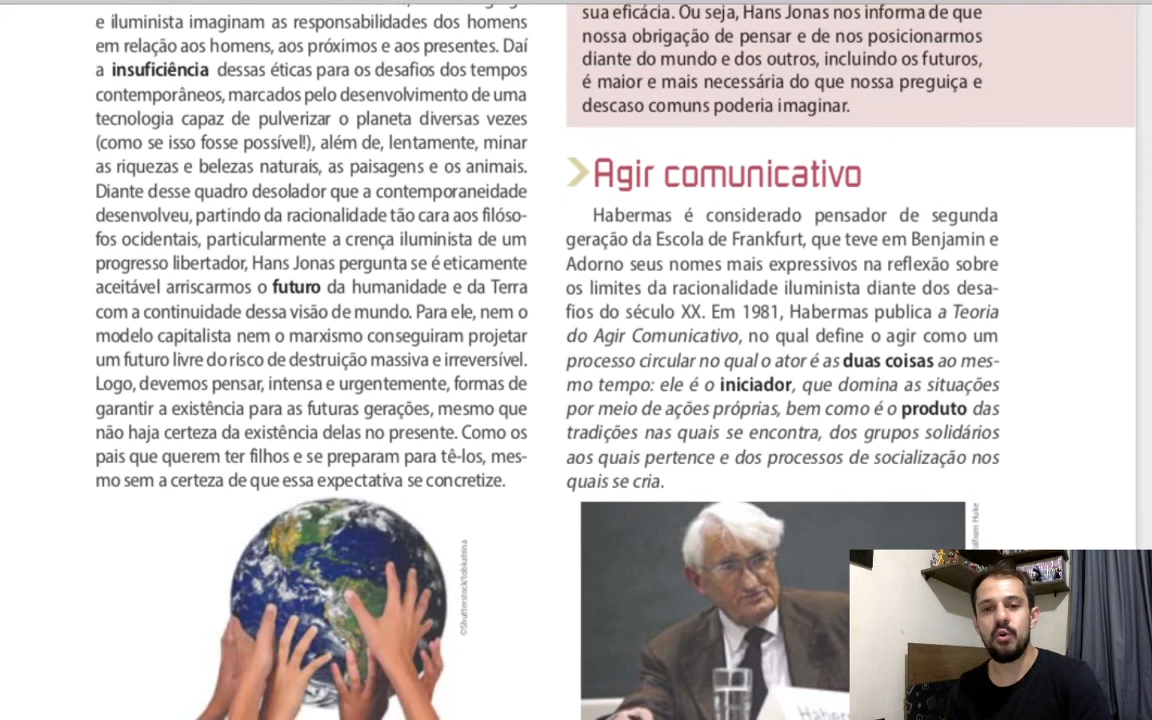 e iluminista imaginam as responsabilidades dos homens
em relação aos homens, aos próximos e aos presentes. Daí
a insuficiência dessas éticas para os desafios dos tempos
contemporâneos, marcados pelo desenvolvimento de uma
tecnologia capaz de pulverizar o planeta diversas vezes
(como se isso fosse possível!), além de, lentamente, minar
as riquezas e belezas naturais, as paisagens e os animais.
Diante desse quadro desolador que a contemporaneidade
desenvolveu, partindo da racionalidade tão cara aos filóso-
fos ocidentais, particularmente a crença iluminista de um
progresso libertador, Hans Jonas pergunta se é eticamente
aceitável arriscarmos o futuro da humanidade e da Terra
com a continuidade dessa visão de mundo. Para ele, nem o
modelo capitalista nem o marxismo conseguiram projetar
um futuro livre do risco de destruição massiva e irreversível.
Logo, devemos pensar, intensa e urgentemente, formas de
garantir a existência para as futuras gerações, mesmo que
não haja certeza da existência delas no presente. Como os
pais que querem ter filhos e se preparam para tê-los, mes-
mo sem a certeza de que essa expectativa se concretize.
©Shutterstock/tobkatrina
sua eficácia. Ou seja, Hans Jonas nos informa de que
nossa obrigação de pensar e de nos posicionarmos
diante do mundo e dos outros, incluindo os futuros,
é maior e mais necessária do que nossa preguiça e
descaso comuns poderia imaginar.
Agir comunicativo
Habermas é considerado pensador de segunda
geração da Escola de Frankfurt, que teve em Benjamin e
Adorno seus nomes mais expressivos na reflexão sobre
os limites da racionalidade iluminista diante dos desa-
fios do século XX. Em 1981, Habermas publica a Teoria
do Agir Comunicativo, no qual define o agir como um
processo circular no qual o ator é as duas coisas ao mes-
mo tempo: ele é o iniciador, que domina as situações
por meio de ações próprias, bem como é o produto das
tradições nas quais se encontra, dos grupos solidários
aos quais pertence e dos processos de socialização nos
quais se cria.
Huke